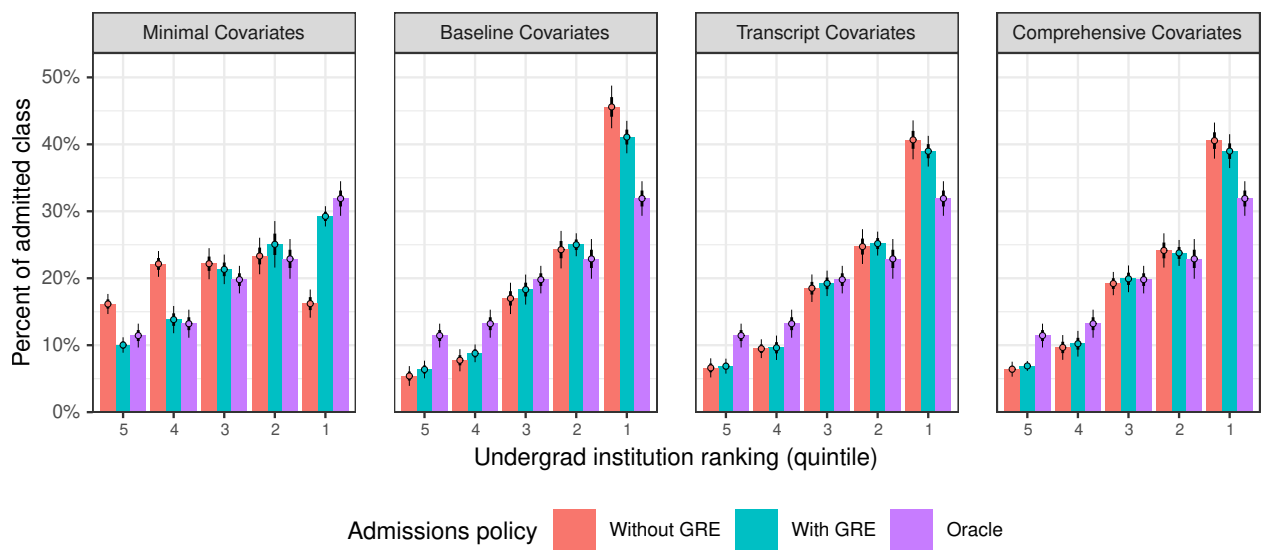 Minimal Covariates
Baseline Covariates
Transcript Covariates
Comprehensive Covariates
Percent of admitted class
50%
40%
30%
20%
10%
0%
5 4 3 2 1
5 4 3 2 1
5 4 3 2 1
5 4 3 2 1
Undergrad institution ranking (quintile)
Admissions policy Without GRE With GRE Oracle